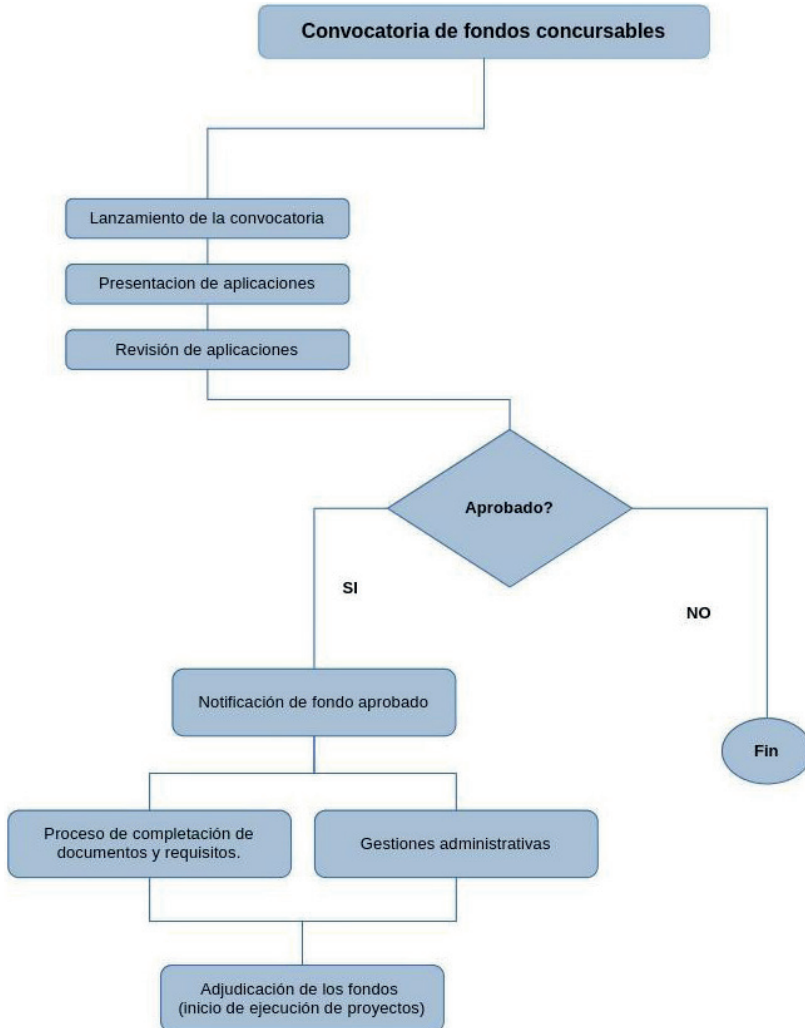 Convocatoria de fondos concursables
Lanzamiento de la convocatoria
Presentacion de aplicaciones
Revisión de aplicaciones
Aprobado?
SI
NO
Notificación de fondo aprobado
Fin
Proceso de completación de
documentos y requisitos.
Gestiones administrativas
Adjudicación de los fondos
(inicio de ejecución de proyectos)